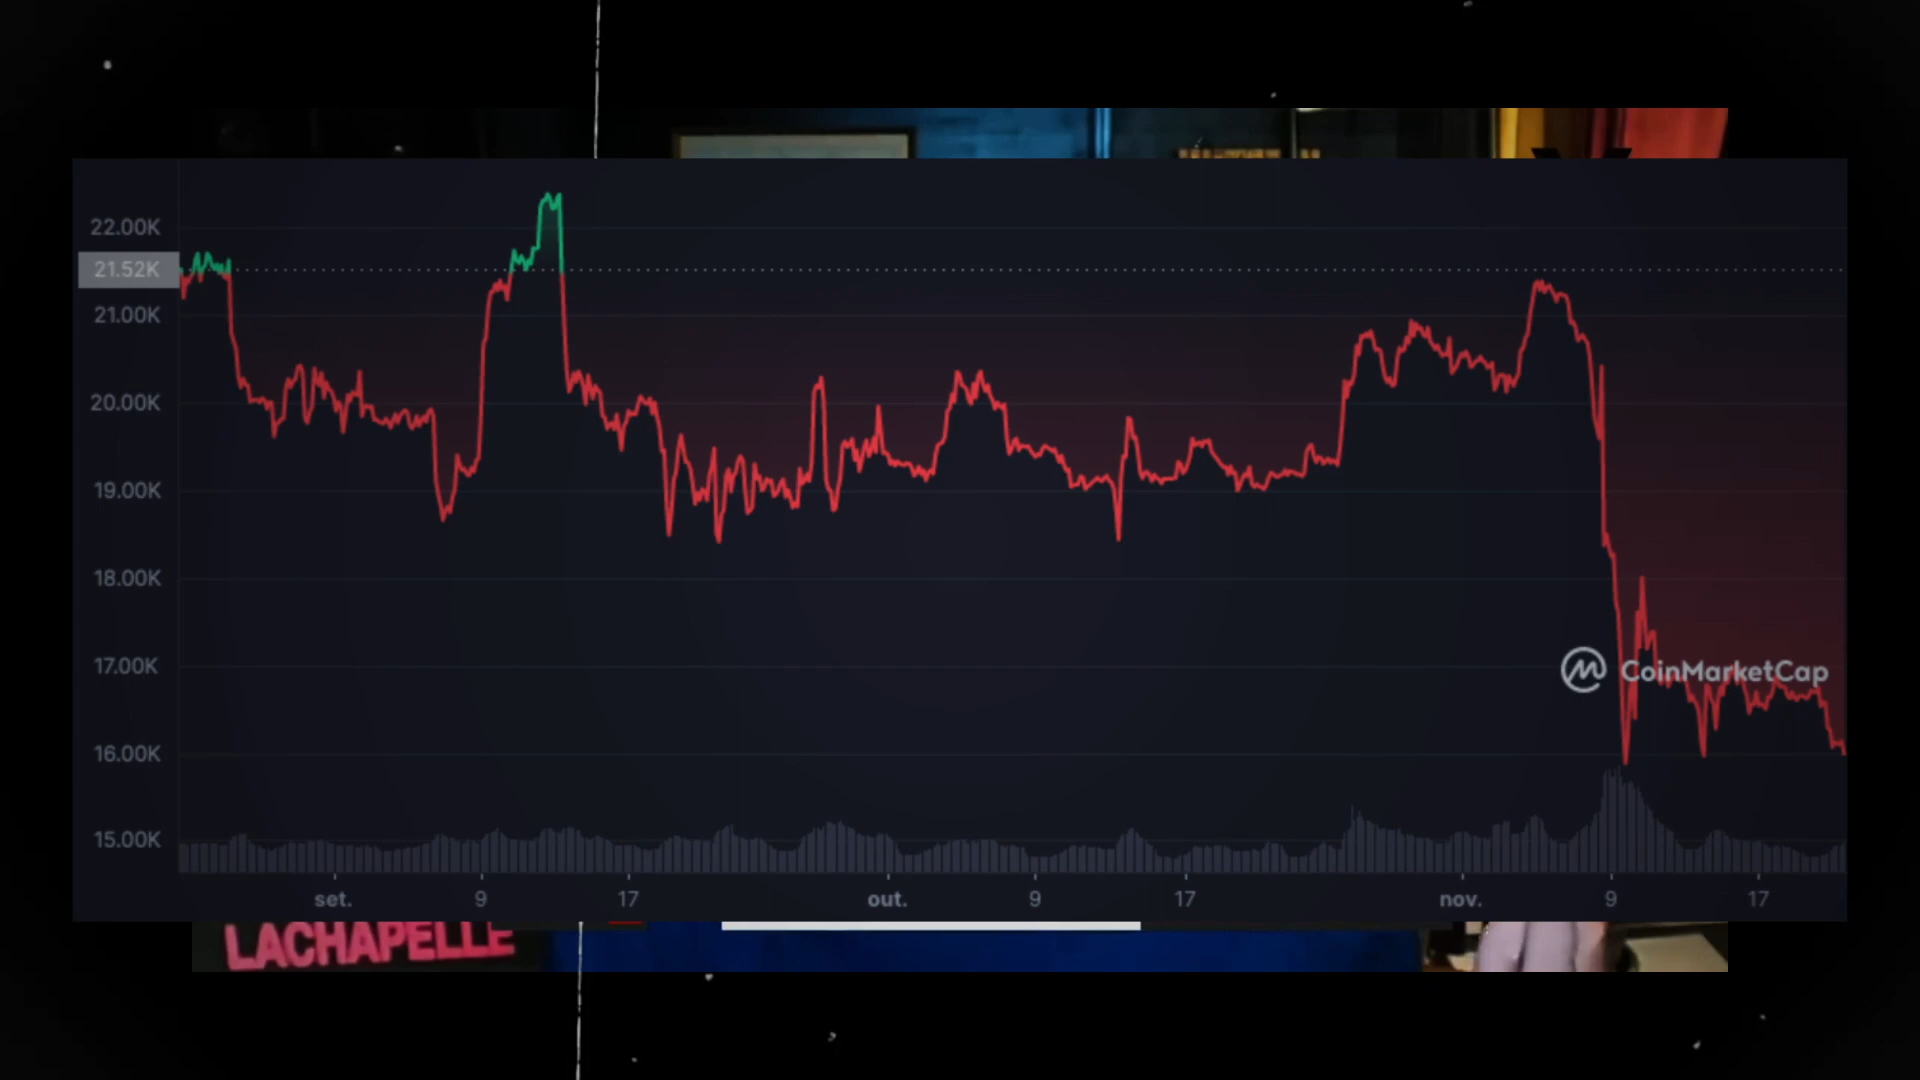 22.00K
21.52K
21.00K
20.00K
19.00K
18.00K
17.00K
CoinMarketCap
16.00K
15.00K
set. 9 17 out. 9 17 nov. 9 17
LACHAPELLE